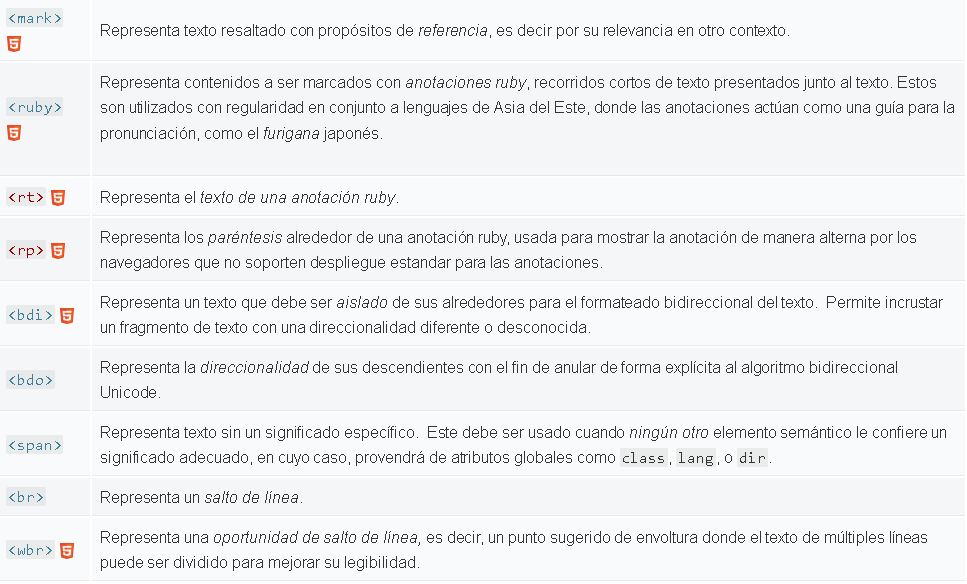 <mark>
5
Representa texto resaltado con propósitos de referencia, es decir por su relevancia en otro contexto.
<ruby>
5
Representa contenidos a ser marcados con anotaciones ruby, recorridos cortos de texto presentados junto al texto. Estos
son utilizados con regularidad en conjunto a lenguajes de Asia del Este, donde las anotaciones actúan como una guía para la
pronunciación, como el furigana japonés.
<rt> 5 Representa el texto de una anotación ruby.
<rp> 5
Representa los paréntesis alrededor de una anotación ruby, usada para mostrar la anotación de manera alterna por los
navegadores que no soporten despliegue estandar para las anotaciones.
<bdi> 5
Representa un texto que debe ser aislado de sus alrededores para el formateado bidireccional del texto. Permite incrustar
un fragmento de texto con una direccionalidad diferente o desconocida.
<bdo>
Representa la direccionalidad de sus descendientes con el fin de anular de forma explícita al algoritmo bidireccional
Unicode.
<span>
Representa texto sin un significado específico. Este debe ser usado cuando ningún otro elemento semántico le confiere un
significado adecuado, en cuyo caso, provendrá de atributos globales como class, lang, o dir.
<br> Representa un salto de línea.
<wbr> 5
Representa una oportunidad de salto de línea, es decir, un punto sugerido de envoltura donde el texto de múltiples líneas
puede ser dividido para mejorar su legibilidad.